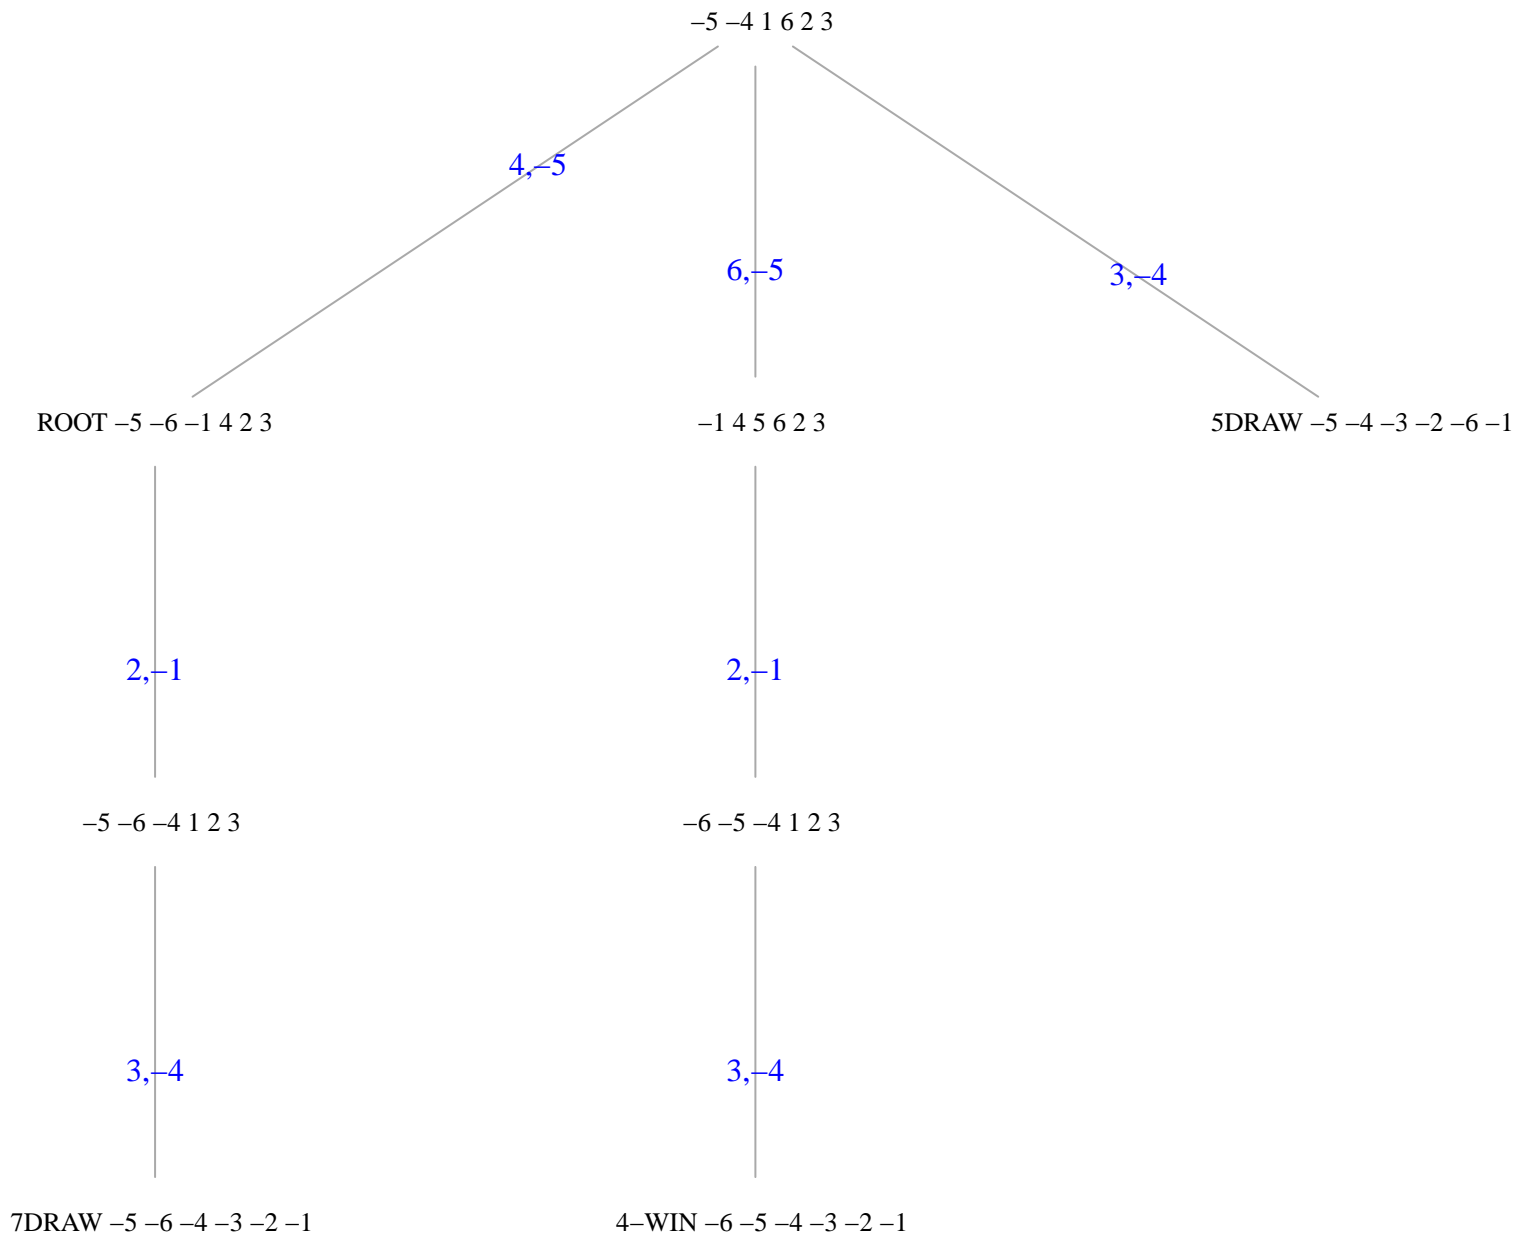 –5 –4 1 6 2 3
4,–5
6,–5
3,–4
ROOT –5 –6 –1 4 2 3
–1 4 5 6 2 3
5DRAW –5 –4 –3 –2 –6 –1
2,–1
2,–1
–5 –6 –4 1 2 3
–6 –5 –4 1 2 3
3,–4
3,–4
7DRAW –5 –6 –4 –3 –2 –1
4–WIN –6 –5 –4 –3 –2 –1